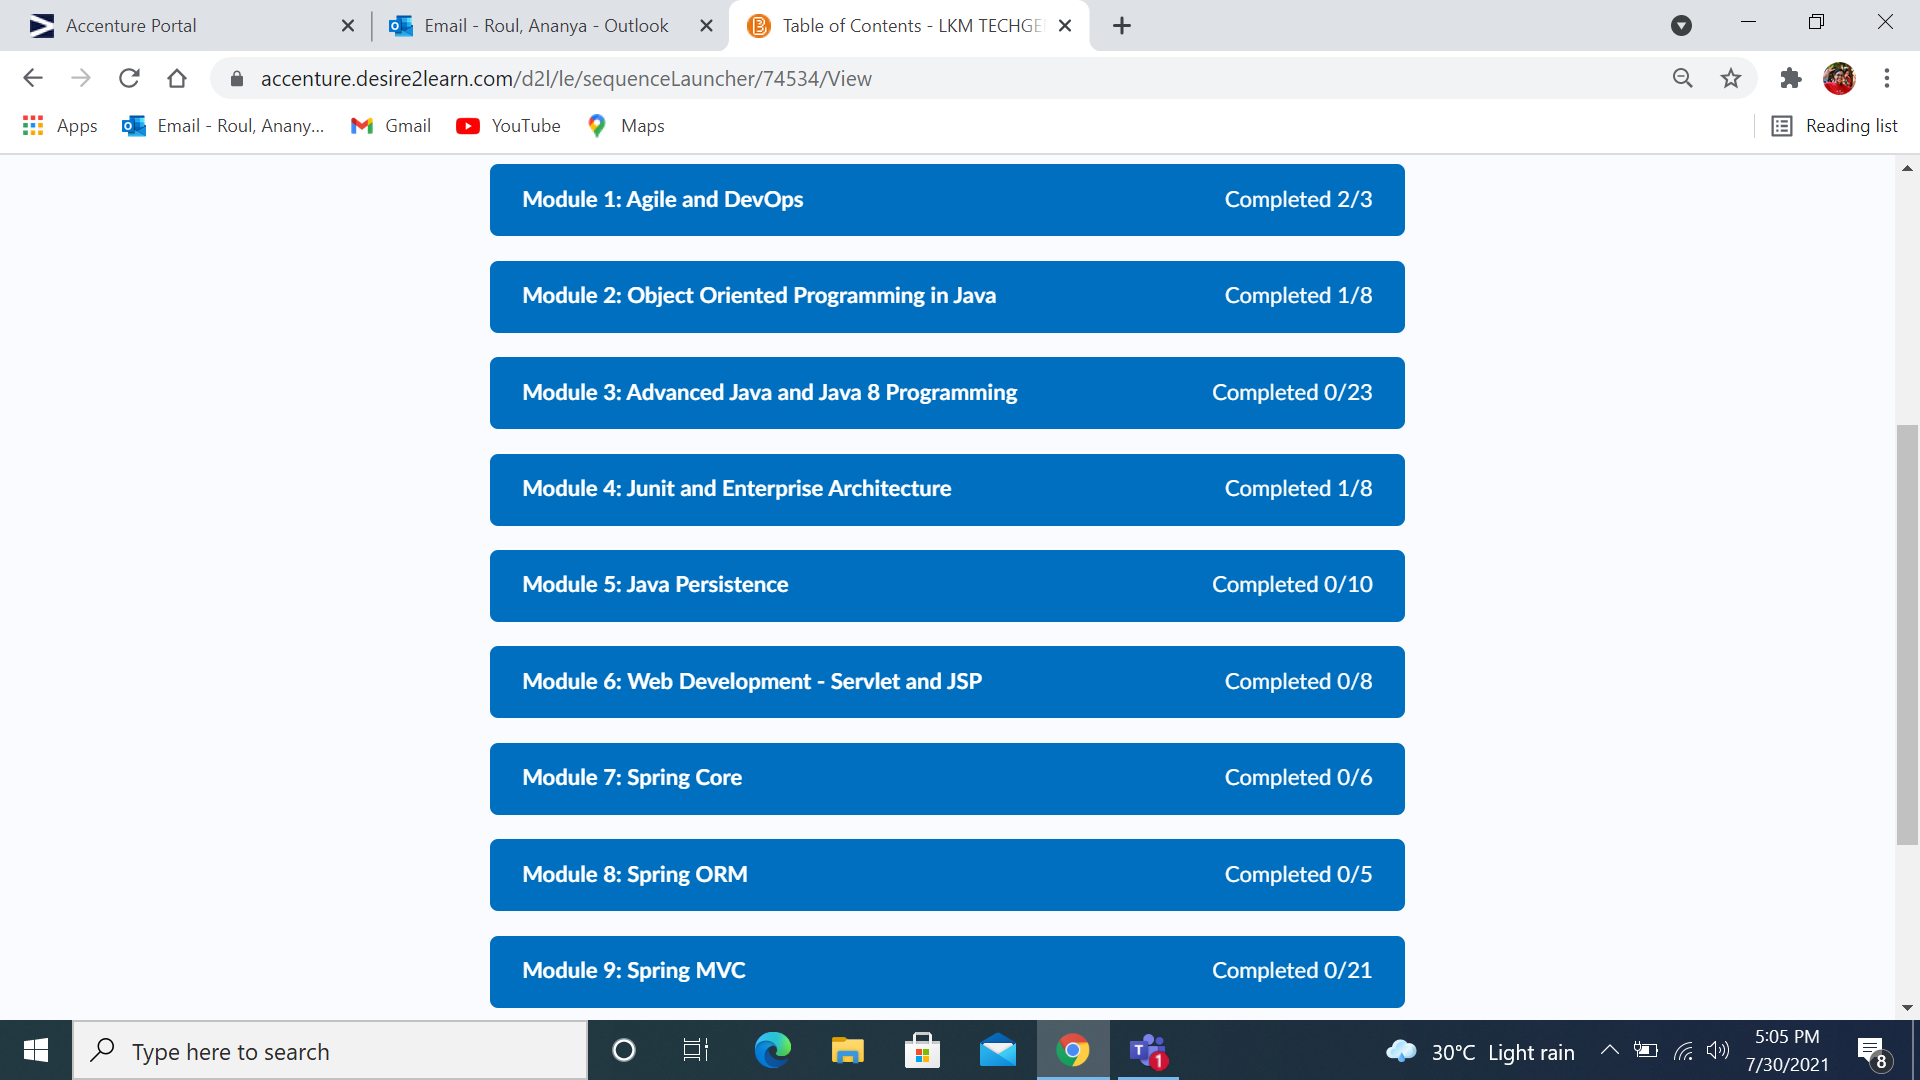 Accenture Portal
Email - Roul, Ananya - Outlook
Table of Contents - LKM TECHGE
accenture.desire2learn.com/d2l/le/sequenceLauncher/74534/View
Apps
Email - Roul, Anany...
Gmail
YouTube
Maps
Reading list
Module 1: Agile and DevOps Completed 2/3
Module 2: Object Oriented Programming in Java Completed 1/8
Module 3: Advanced Java and Java 8 Programming Completed 0/23
Module 4: Junit and Enterprise Architecture Completed 1/8
Module 5: Java Persistence Completed 0/10
Module 6: Web Development - Servlet and JSP Completed 0/8
Module 7: Spring Core Completed 0/6
Module 8: Spring ORM Completed 0/5
Module 9: Spring MVC Completed 0/21
Type here to search
1
30°C Light rain
5:05 PM
7/30/2021
8